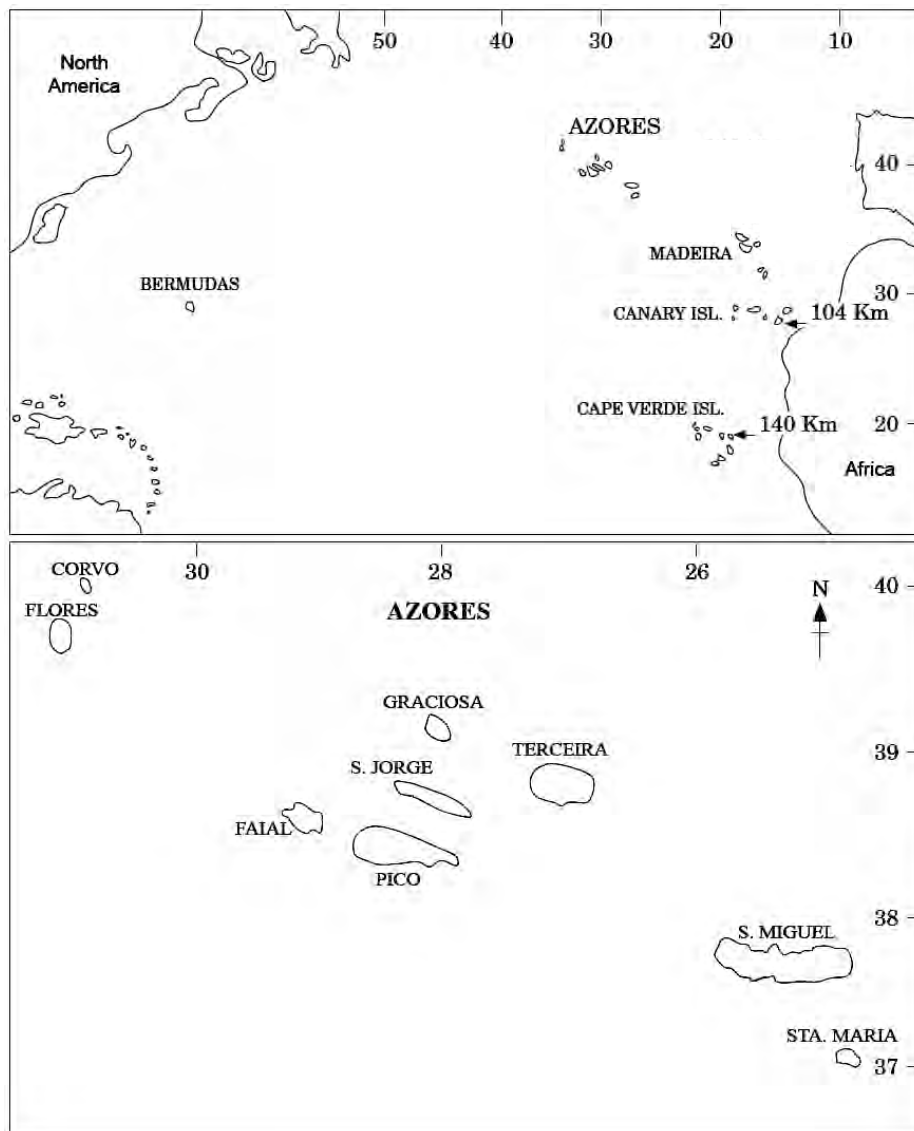 50 40 30 20 10
North
America
AZORES
40
MADEIRA
BERMUDAS
30
CANARY ISL.
104 Km
CAPE VERDE ISL.
140 Km
20
Africa
30 28 26
CORVO
40
FLORES
AZORES
N
GRACIOSA
TERCEIRA
39
S. JORGE
FAIAL
PICO
38
S. MIGUEL
STA. MARIA
37